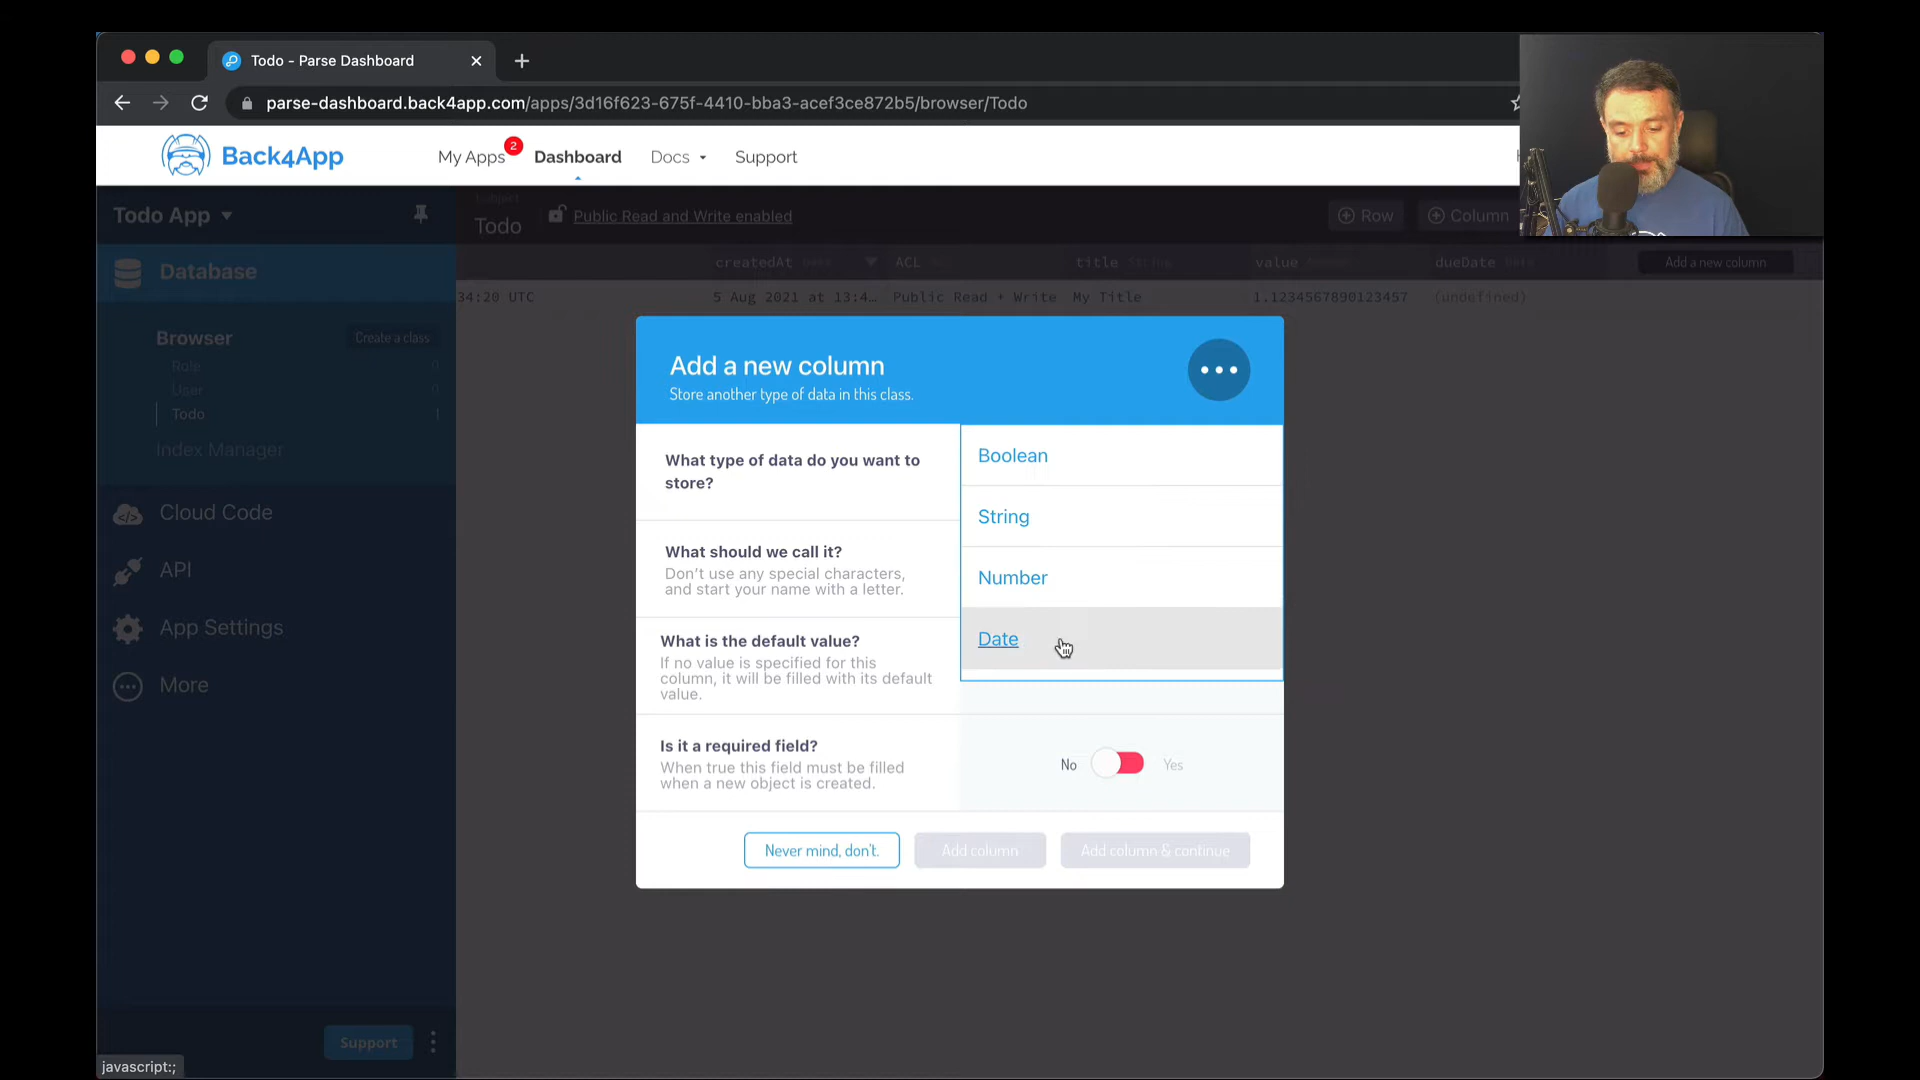 Todo - Parse Dashboard
parse-dashboard.back4app.com/apps/3d16f623-675f-4410-bba3-acef3ce872b5/browser/Todo
Back4App
My Apps
2
Dashboard
Docs
Support
Todo App
Todo
Public Read and Write enabled
Row
Column
Database
createdAt
ACL
title String
value
dueDate Date
Add a new column
34:20 UTC
5 Aug 2021 at 13:4...
Public Read + Write
My Title
1.1234567890123457
(undefined)
Browser
Create a class
Role
0
User
0
Todo
1
Index Manager
Cloud Code
API
App Settings
More
Support
Add a new column
Store another type of data in this class.
What type of data do you want to
store?
Boolean
String
Number
Date
What should we call it?
Don't use any special characters,
and start your name with a letter.
What is the default value?
If no value is specified for this
column, it will be filled with its default
value.
Is it a required field?
When true this field must be filled
when a new object is created.
No
Yes
Never mind, don't.
Add column
Add column & continue
javascript:;